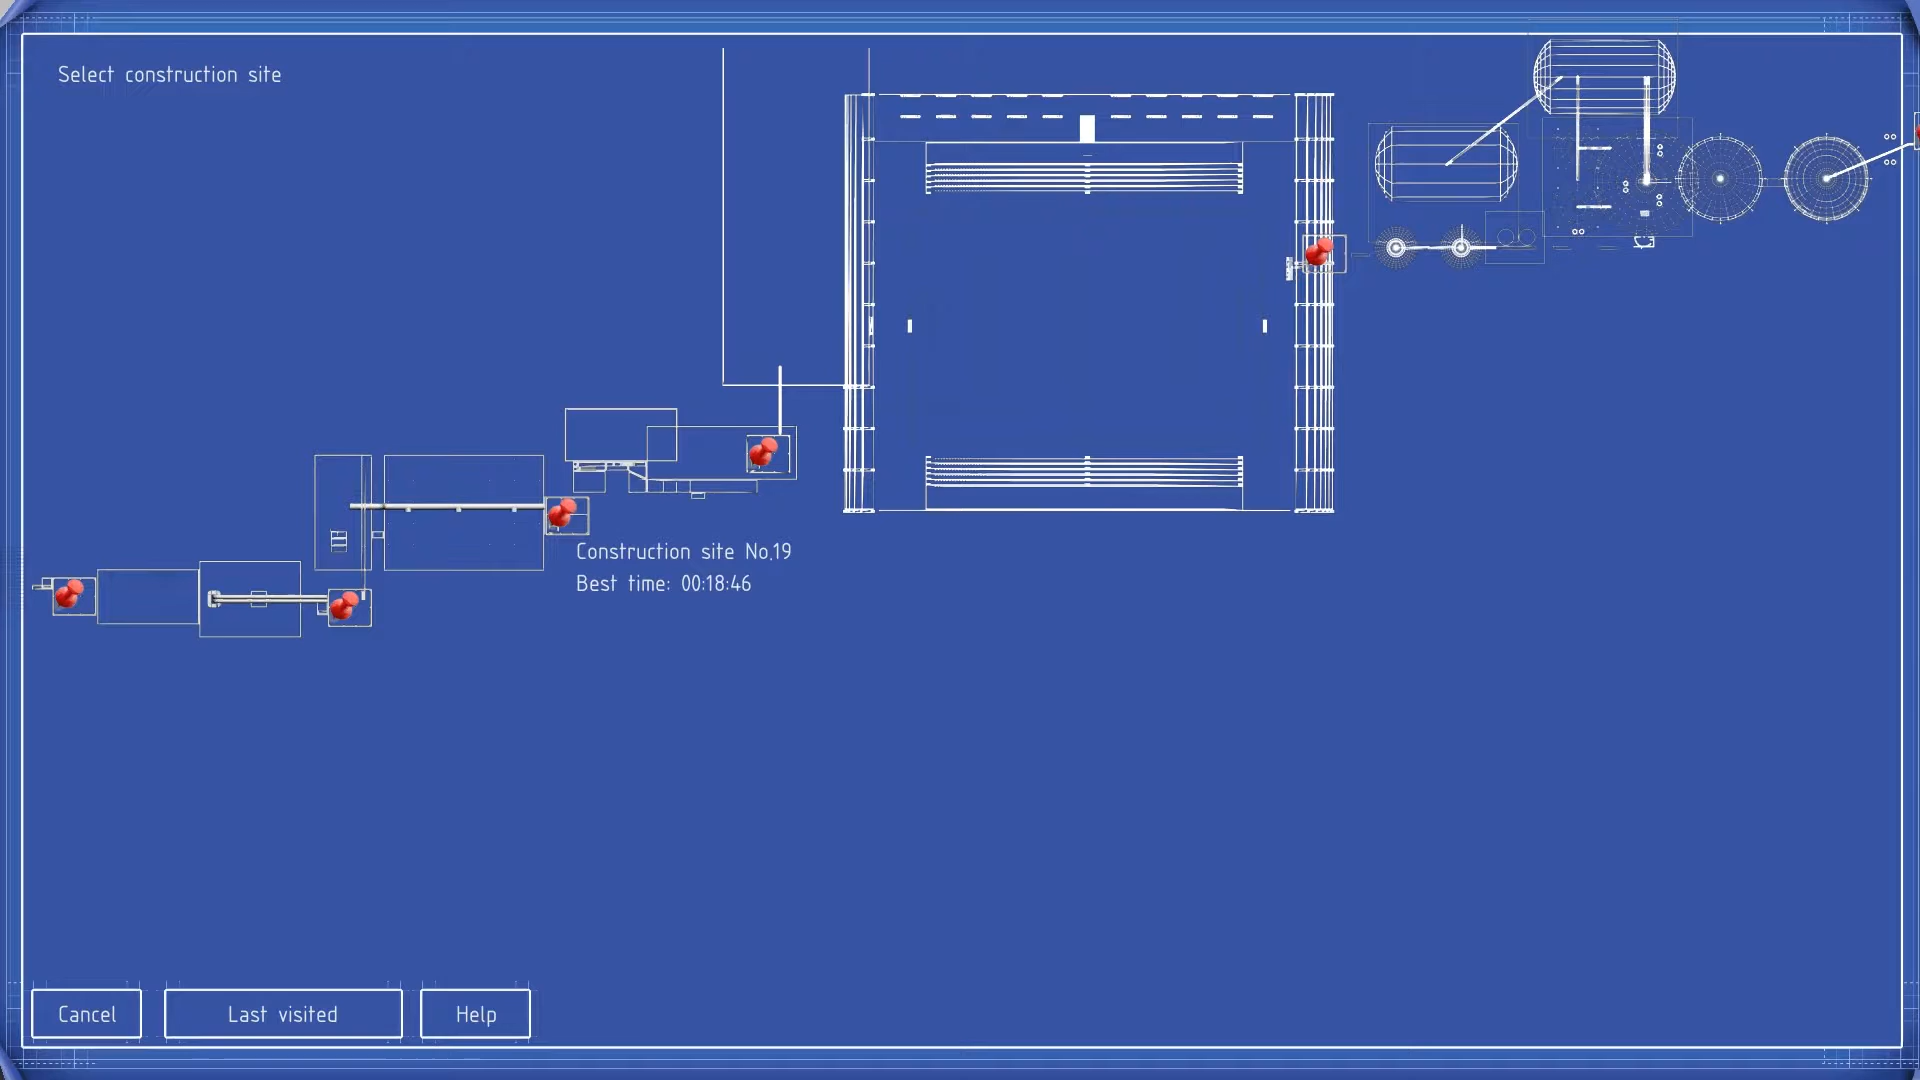 Select construction site
Construction site No.19
Best time: 00:18:46
Cancel
Last visited
Help